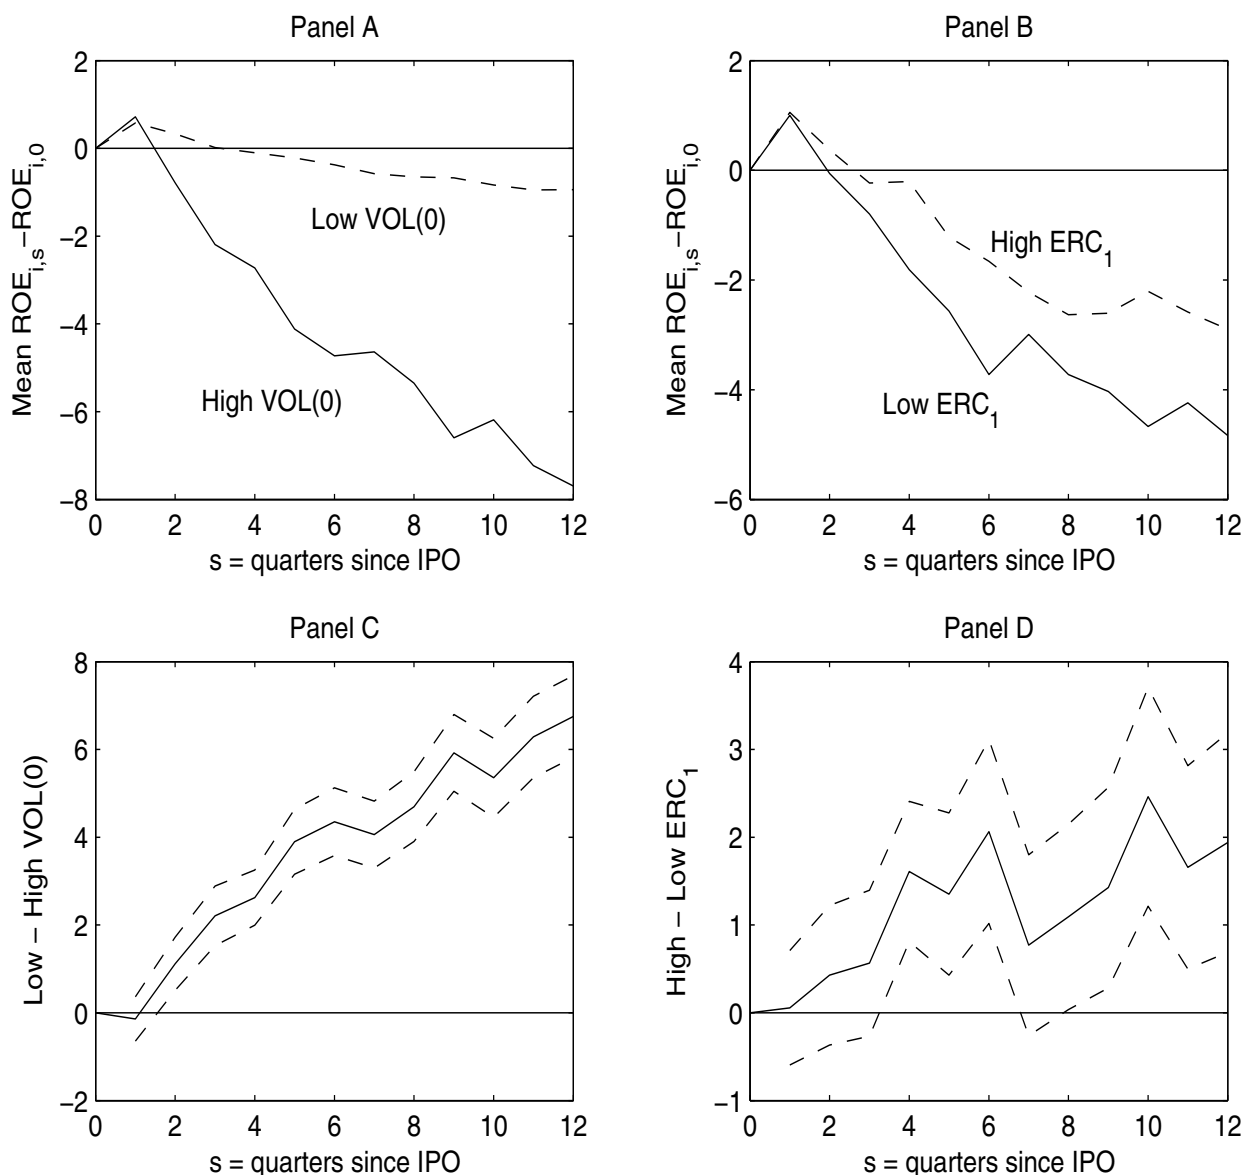 Panel A
2
0
−2
−4
−6
−8
Mean ROE_{i,s}−ROE_{i,0}
Low VOL(0)
High VOL(0)
0 2 4 6 8 10 12
s = quarters since IPO
Panel B
2
0
−2
−4
−6
Mean ROE_{i,s}−ROE_{i,0}
High ERC_1
Low ERC_1
0 2 4 6 8 10 12
s = quarters since IPO
Panel C
8
6
4
2
0
−2
Low − High VOL(0)
0 2 4 6 8 10 12
s = quarters since IPO
Panel D
4
3
2
1
0
−1
High − Low ERC_1
0 2 4 6 8 10 12
s = quarters since IPO